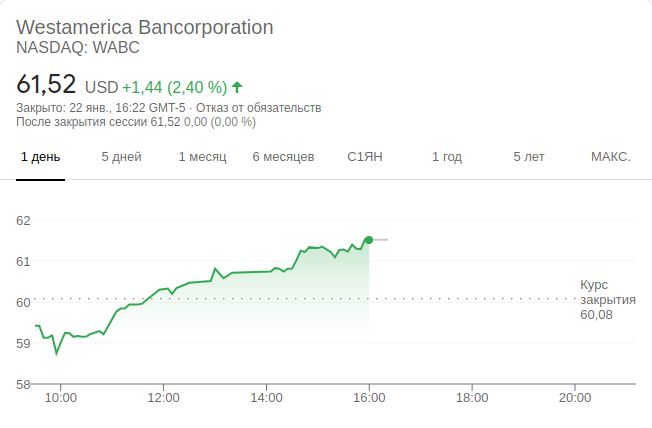 Westamerica Bancorporation
NASDAQ: WABC
61,52 USD +1,44 (2,40 %)
Закрыто: 22 янв., 16:22 GMT-5 · Отказ от обязательств
После закрытия сессии 61,52 0,00 (0,00 %)
1 день 5 дней 1 месяц 6 месяцев С1ЯН 1 год 5 лет МАКС.
62
61
60
59
58
Курс
закрытия
60,08
10:00 12:00 14:00 16:00 18:00 20:00